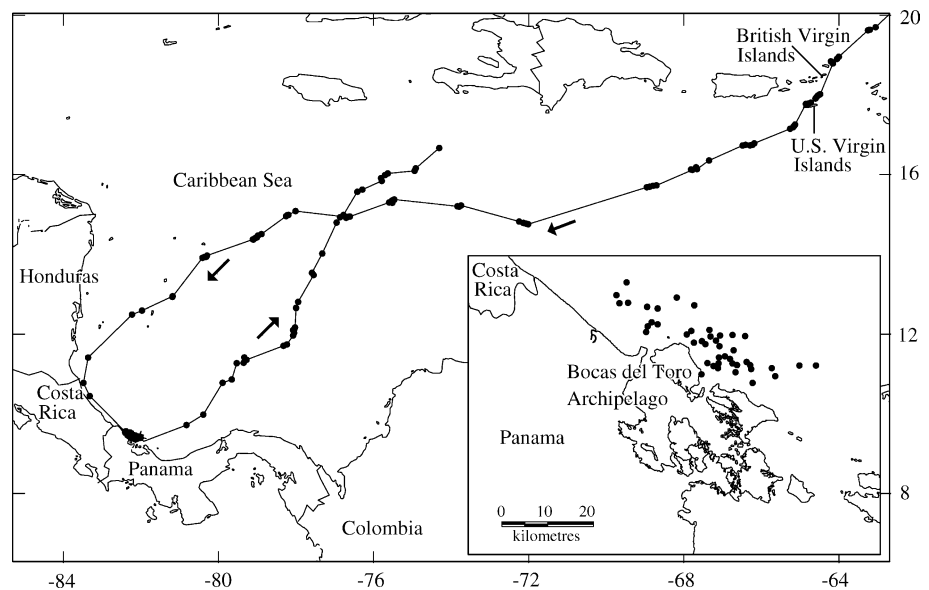 20
British Virgin
Islands
U.S. Virgin
Islands
16
Caribbean Sea
Honduras
Costa
Rica
12
Bocas del Toro
Archipelago
Costa
Rica
Panama
Panama
8
0 10 20
kilometres
Colombia
-84 -80 -76 -72 -68 -64